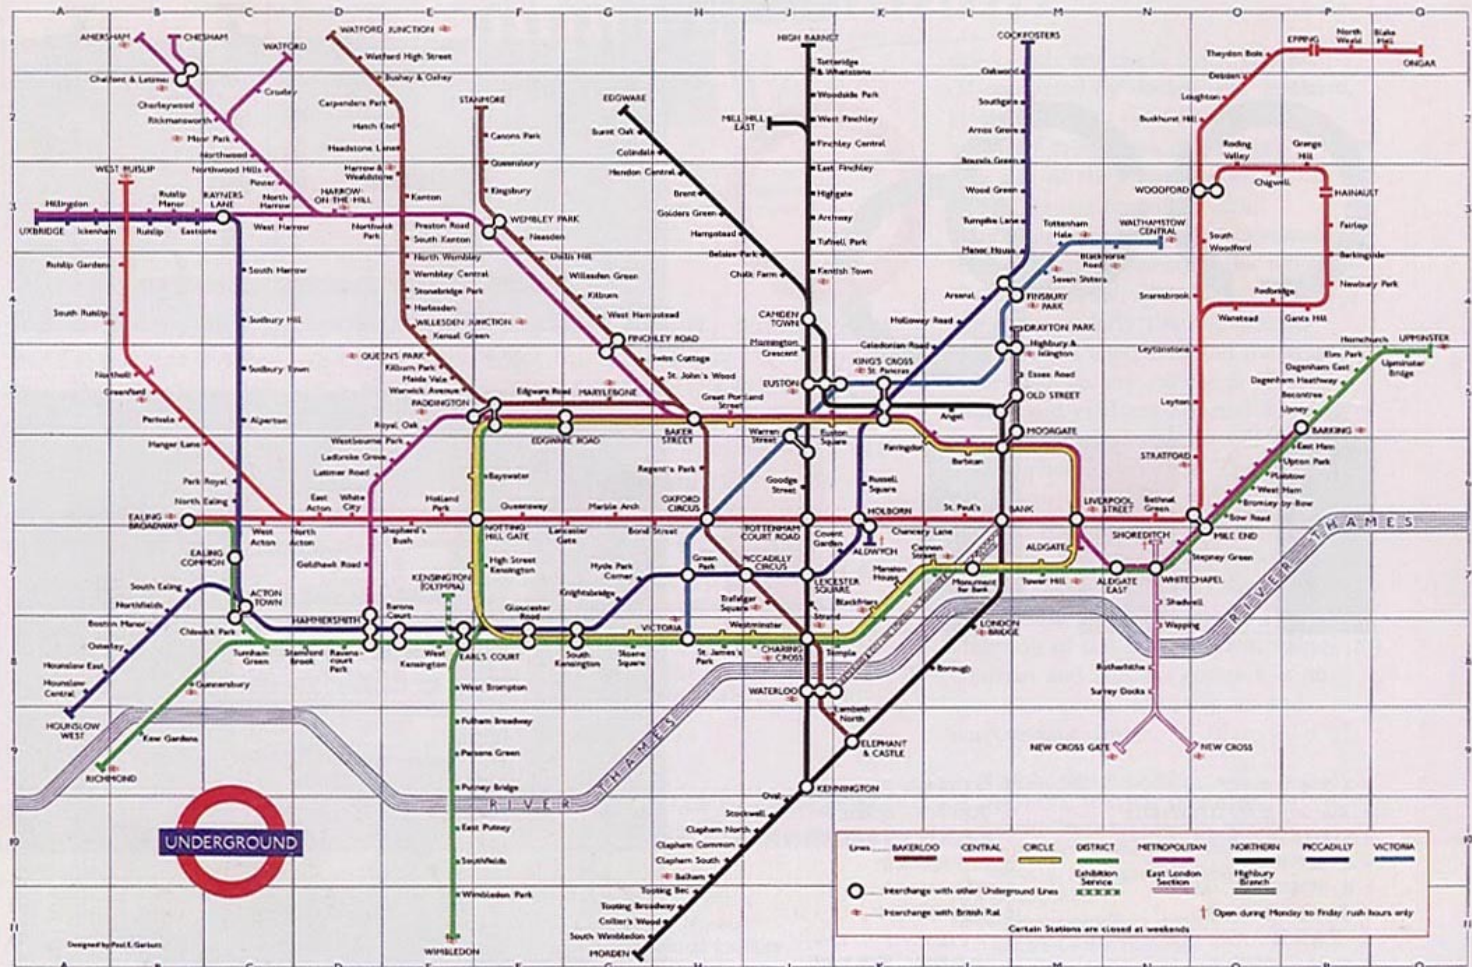 A B C D E F G H J K L M N O P Q
AMERSHAM
CHESHAM
WATFORD
WATFORD JUNCTION
Watford High Street
Bushey & Oxhey
Carpenders Park
Hatch End
Headstone Lane
Harrow & Wealdstone
Kenton
Chalfont & Latimer
Chorleywood
Rickmansworth
Croxley
Moor Park
Northwood
Northwood Hills
Pinner
North Harrow
HARROW-ON-THE-HILL
STANMORE
Canons Park
Queensbury
Kingsbury
WEMBLEY PARK
Neasden
Dollis Hill
Willesden Green
Kilburn
West Hampstead
FINCHLEY ROAD
Swiss Cottage
St. John's Wood
EDGWARE
Burnt Oak
Colindale
Hendon Central
Brent
Golders Green
Hampstead
Belsize Park
Chalk Farm
HIGH BARNET
Totteridge & Whetstone
Woodside Park
West Finchley
MILL HILL EAST
Finchley Central
East Finchley
Highgate
Archway
Tufnell Park
Kentish Town
CAMDEN TOWN
Mornington Crescent
EUSTON
COCKFOSTERS
Oakwood
Southgate
Arnos Grove
Bounds Green
Wood Green
Turnpike Lane
Manor House
Arsenal
Holloway Road
Caledonian Road
KING'S CROSS
St. Pancras
Tottenham Hale
WALTHAMSTOW CENTRAL
Blackhorse Road
Seven Sisters
FINSBURY PARK
DRAYTON PARK
Highbury & Islington
Essex Road
OLD STREET
MOORGATE
EPPING
North Weald
Blake Hall
ONGAR
Theydon Bois
Debden
Loughton
Buckhurst Hill
Roding Valley
Grange Hill
Chigwell
WOODFORD
HAINAULT
South Woodford
Fairlop
Barkingside
Newbury Park
Snaresbrook
Redbridge
Wanstead
Gants Hill
Leytonstone
Leyton
STRATFORD
Hornchurch
UPMINSTER
Elm Park
Upminster Bridge
Dagenham East
Dagenham Heathway
Becontree
Upney
BARKING
East Ham
Upton Park
Plaistow
West Ham
Bromley-by-Bow
Bow Road
MILE END
Stepney Green
WEST RUISLIP
Hillingdon
Ruislip Manor
RAYNERS LANE
UXBRIDGE
Ickenham
Ruislip
Eastcote
West Harrow
Northwick Park
Preston Road
South Kenton
North Wembley
Wembley Central
Stonebridge Park
Harlesden
WILLESDEN JUNCTION
Kensal Green
QUEEN'S PARK
Kilburn Park
Maida Vale
Warwick Avenue
PADDINGTON
Ruislip Gardens
South Ruislip
Northolt
Greenford
Perivale
Hanger Lane
South Harrow
Sudbury Hill
Sudbury Town
Alperton
Park Royal
North Ealing
Royal Oak
Westbourne Park
Ladbroke Grove
Latimer Road
Edgware Road
MARYLEBONE
EDGWARE ROAD
BAKER STREET
Great Portland Street
Warren Street
Euston Square
Angel
Farringdon
Barbican
Regent's Park
Goodge Street
Russell Square
Bayswater
EALING BROADWAY
West Acton
North Acton
East Acton
White City
Shepherd's Bush
Holland Park
NOTTING HILL GATE
Queensway
Lancaster Gate
Marble Arch
Bond Street
OXFORD CIRCUS
TOTTENHAM COURT ROAD
HOLBORN
Chancery Lane
St. Paul's
BANK
LIVERPOOL STREET
Bethnal Green
SHOREDITCH
ALDWYCH
Covent Garden
Cannon Street
ALDGATE
EALING COMMON
Goldhawk Road
KENSINGTON (OLYMPIA)
High Street Kensington
Hyde Park Corner
Knightsbridge
Green Park
PICCADILLY CIRCUS
LEICESTER SQUARE
Mansion House
Monument for Bank
Tower Hill
ALDGATE EAST
WHITECHAPEL
South Ealing
Northfields
Boston Manor
Osterley
Hounslow East
Hounslow Central
HOUNSLOW WEST
ACTON TOWN
Chiswick Park
Turnham Green
Stamford Brook
Ravenscourt Park
HAMMERSMITH
Barons Court
West Kensington
EARL'S COURT
Gloucester Road
South Kensington
Sloane Square
VICTORIA
St. James's Park
Westminster
Trafalgar Square
Strand
CHARING CROSS
Temple
Blackfriars
LONDON BRIDGE
Borough
WATERLOO
Lambeth North
ELEPHANT & CASTLE
KENNINGTON
Shadwell
Wapping
Rotherhithe
Surrey Docks
NEW CROSS GATE
NEW CROSS
Gunnersbury
Kew Gardens
RICHMOND
West Brompton
Fulham Broadway
Parsons Green
Putney Bridge
East Putney
Southfields
Wimbledon Park
WIMBLEDON
Oval
Stockwell
Clapham North
Clapham Common
Clapham South
Balham
Tooting Bec
Tooting Broadway
Collier's Wood
South Wimbledon
MORDEN
RIVER THAMES
RIVER THAMES
UNDERGROUND
Lines
BAKERLOO
CENTRAL
CIRCLE
DISTRICT
METROPOLITAN
NORTHERN
PICCADILLY
VICTORIA
Exhibition Service
East London Section
Highbury Branch
Interchange with other Underground Lines
Interchange with British Rail
† Open during Monday to Friday rush hours only
Certain Stations are closed at weekends
Designed by Paul E. Garbutt